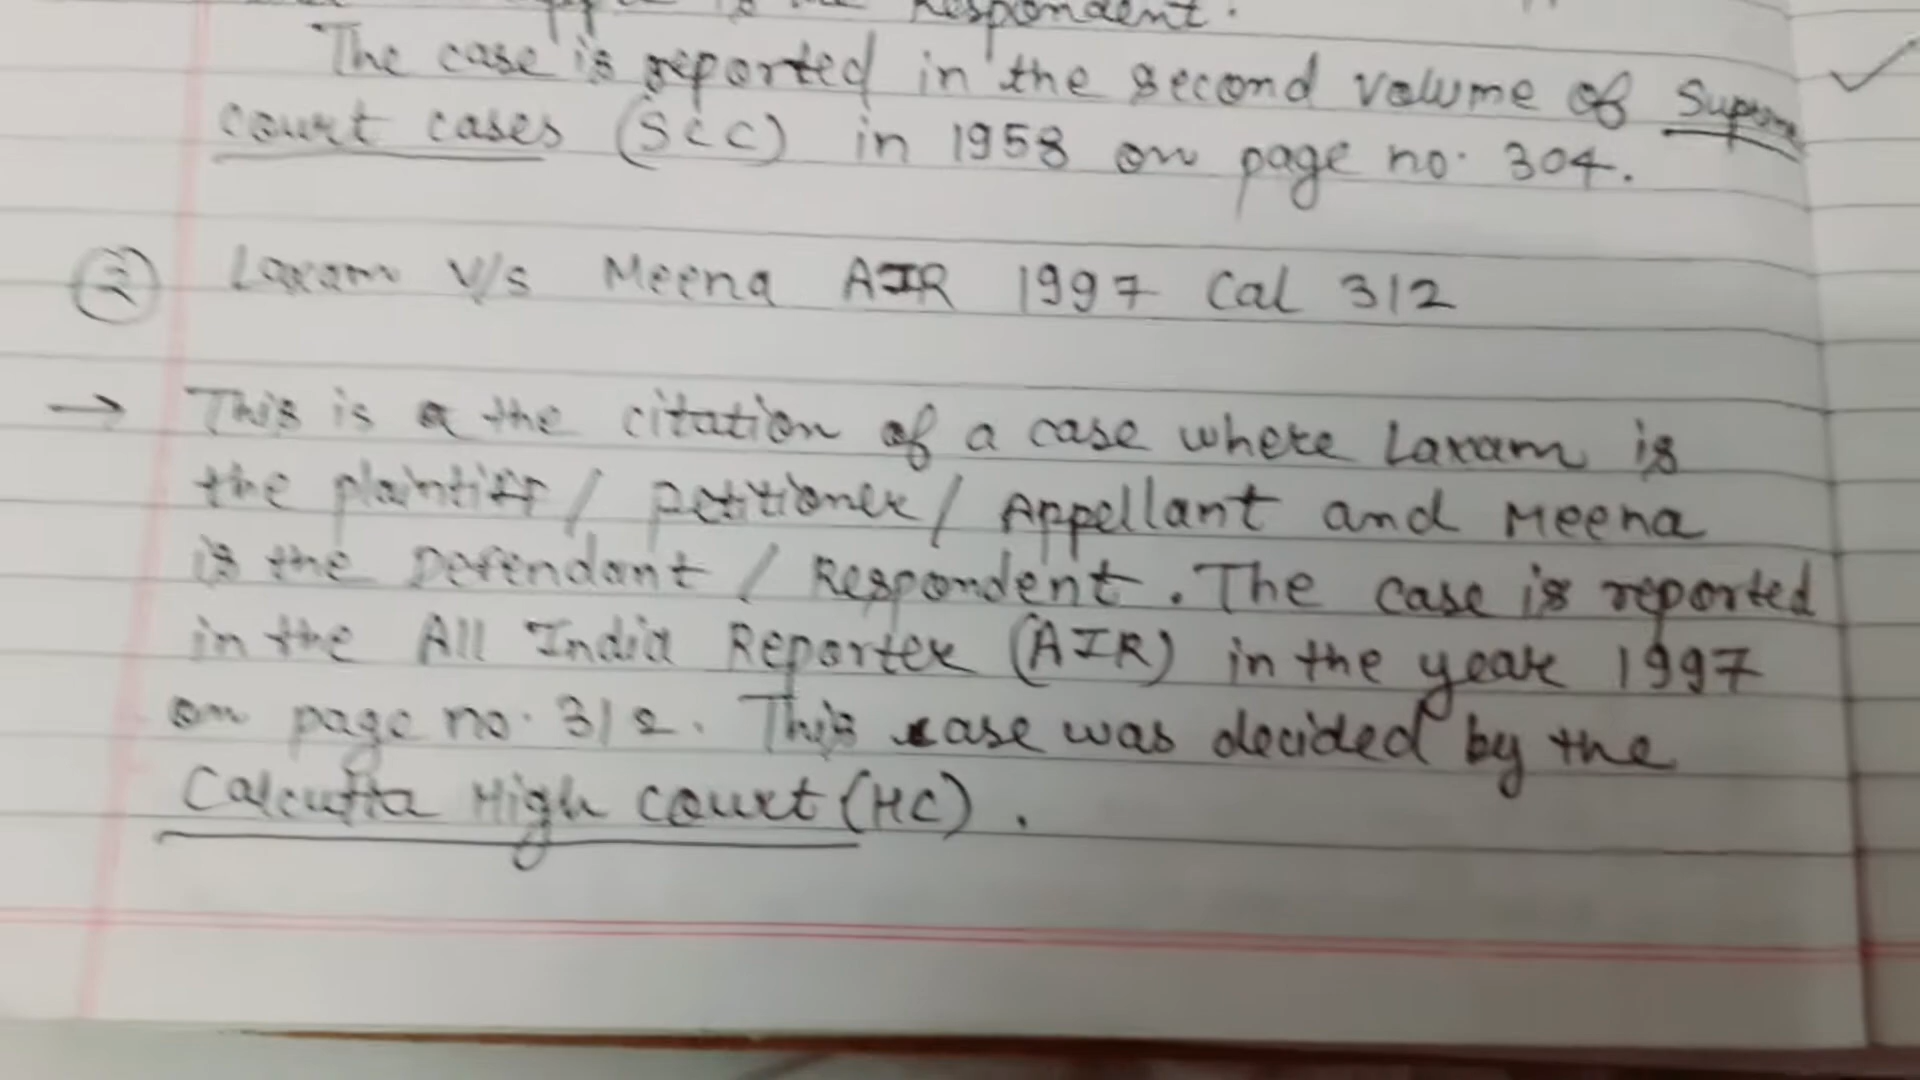 is the Respondent.
The case is reported in the second volume of Supreme
court cases (SCC) in 1958 on page no. 304.
② Laxam V/s Meena AIR 1997 Cal 312
→ This is a the citation of a case where Laxam is
the plaintiff / petitioner / Appellant and Meena
is the Defendant / Respondent. The case is reported
in the All India Reporter (AIR) in the year 1997
on page no. 312. This case was decided by the
Calcutta High Court (HC).